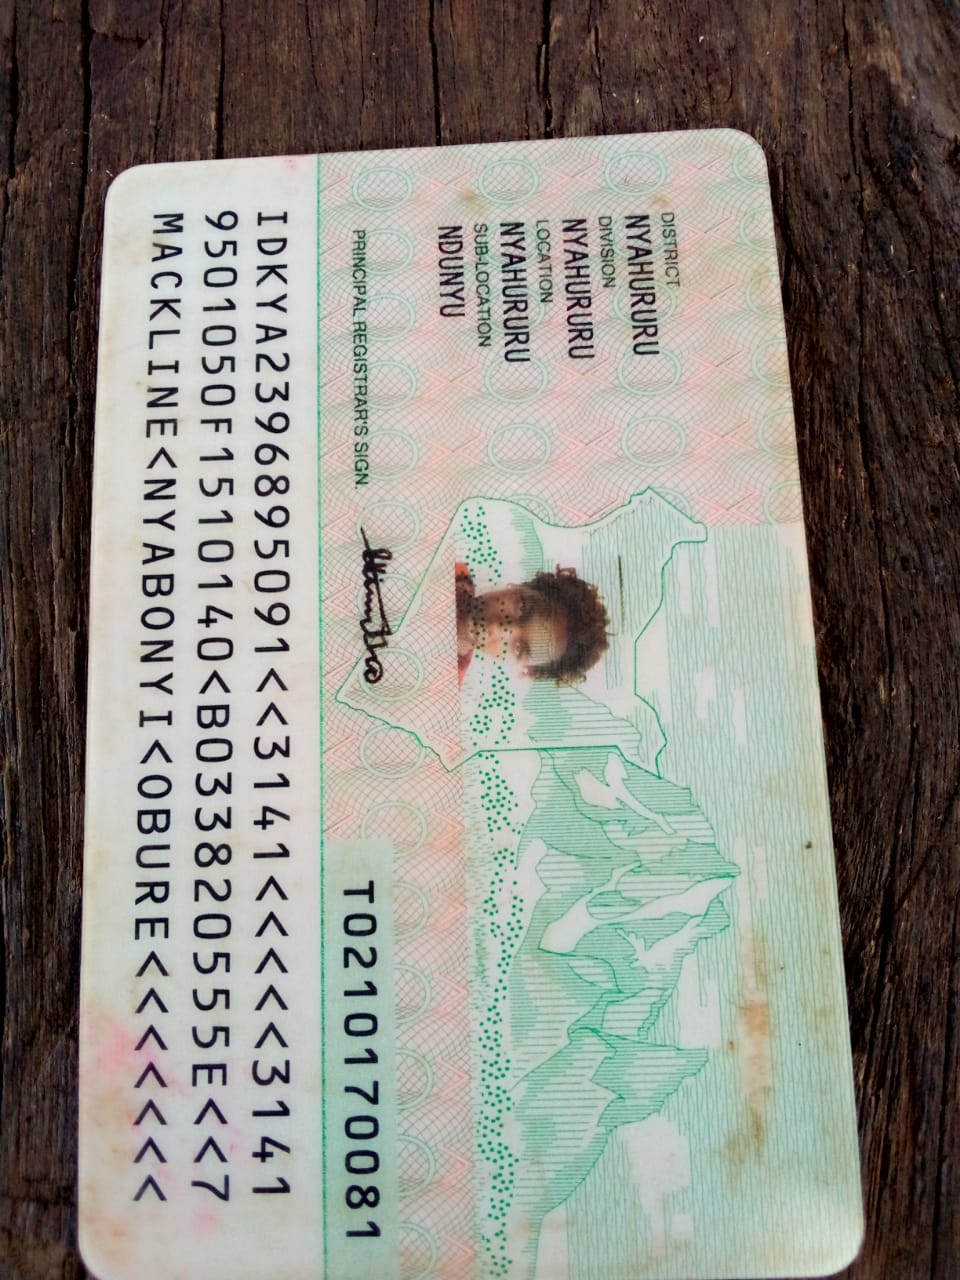 DISTRICT
NYAHURURU
DIVISION
NYAHURURU
LOCATION
NYAHURURU
SUB-LOCATION
NDUNYU
PRINCIPAL REGISTRAR'S SIGN.
T0210170081
IDKYA2396895091<<3141<<<<<3141
9501050F1510140<B033820555E<<7
MACKLINE<NYABONYI<OBURE<<<<<<<